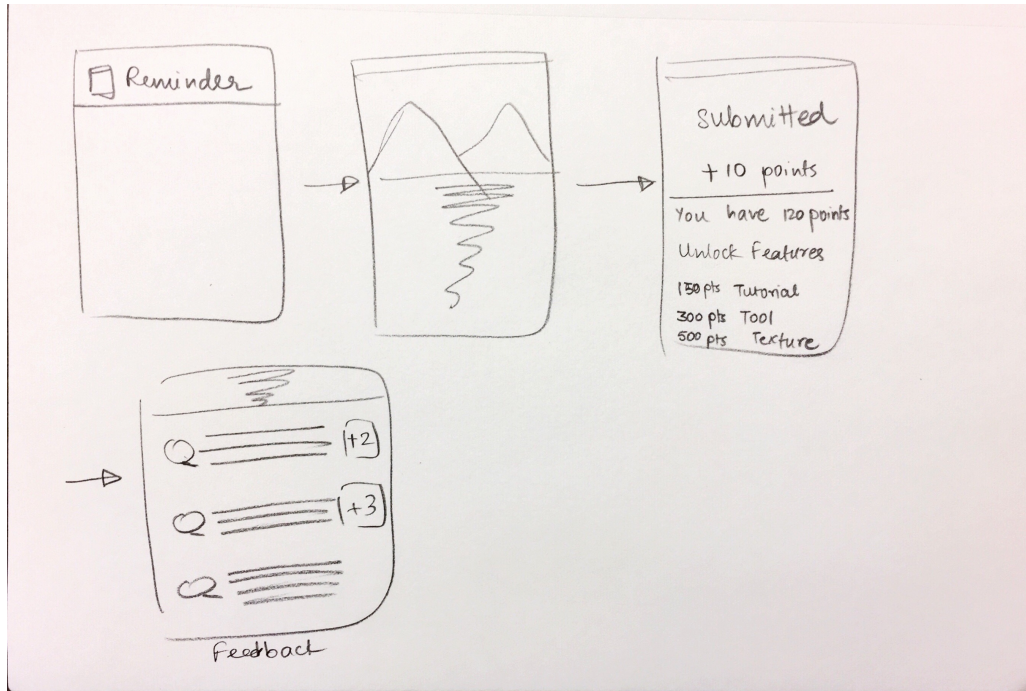 Reminder
submitted
+ 10 points
You have 120 points
Unlock Features
150 pts Tutorial
300 pts Tool
500 pts Texture
+2
+3
Feedback